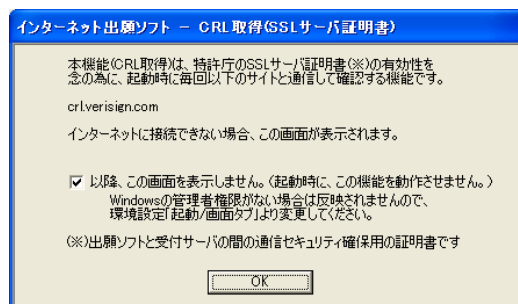 インターネット出願ソフト － CRL取得(SSLサーバ証明書)
本機能(CRL取得)は、特許庁のSSLサーバ証明書(※)の有効性を
念の為に、起動時に毎回以下のサイトと通信して確認する機能です。
crl.verisign.com
インターネットに接続できない場合、この画面が表示されます。
以降、この画面を表示しません。(起動時に、この機能を動作させません。)
Windowsの管理者権限がない場合は反映されませんので、
環境設定「起動/画面タブ」より変更してください。
(※)出願ソフトと受付サーバの間の通信セキュリティ確保用の証明書です
OK